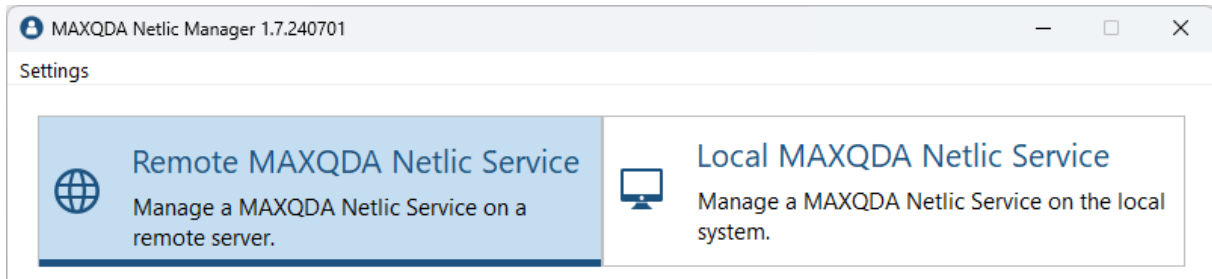 MAXQDA Netlic Manager 1.7.240701
Settings
Remote MAXQDA Netlic Service
Manage a MAXQDA Netlic Service on a
remote server.
Local MAXQDA Netlic Service
Manage a MAXQDA Netlic Service on the local
system.